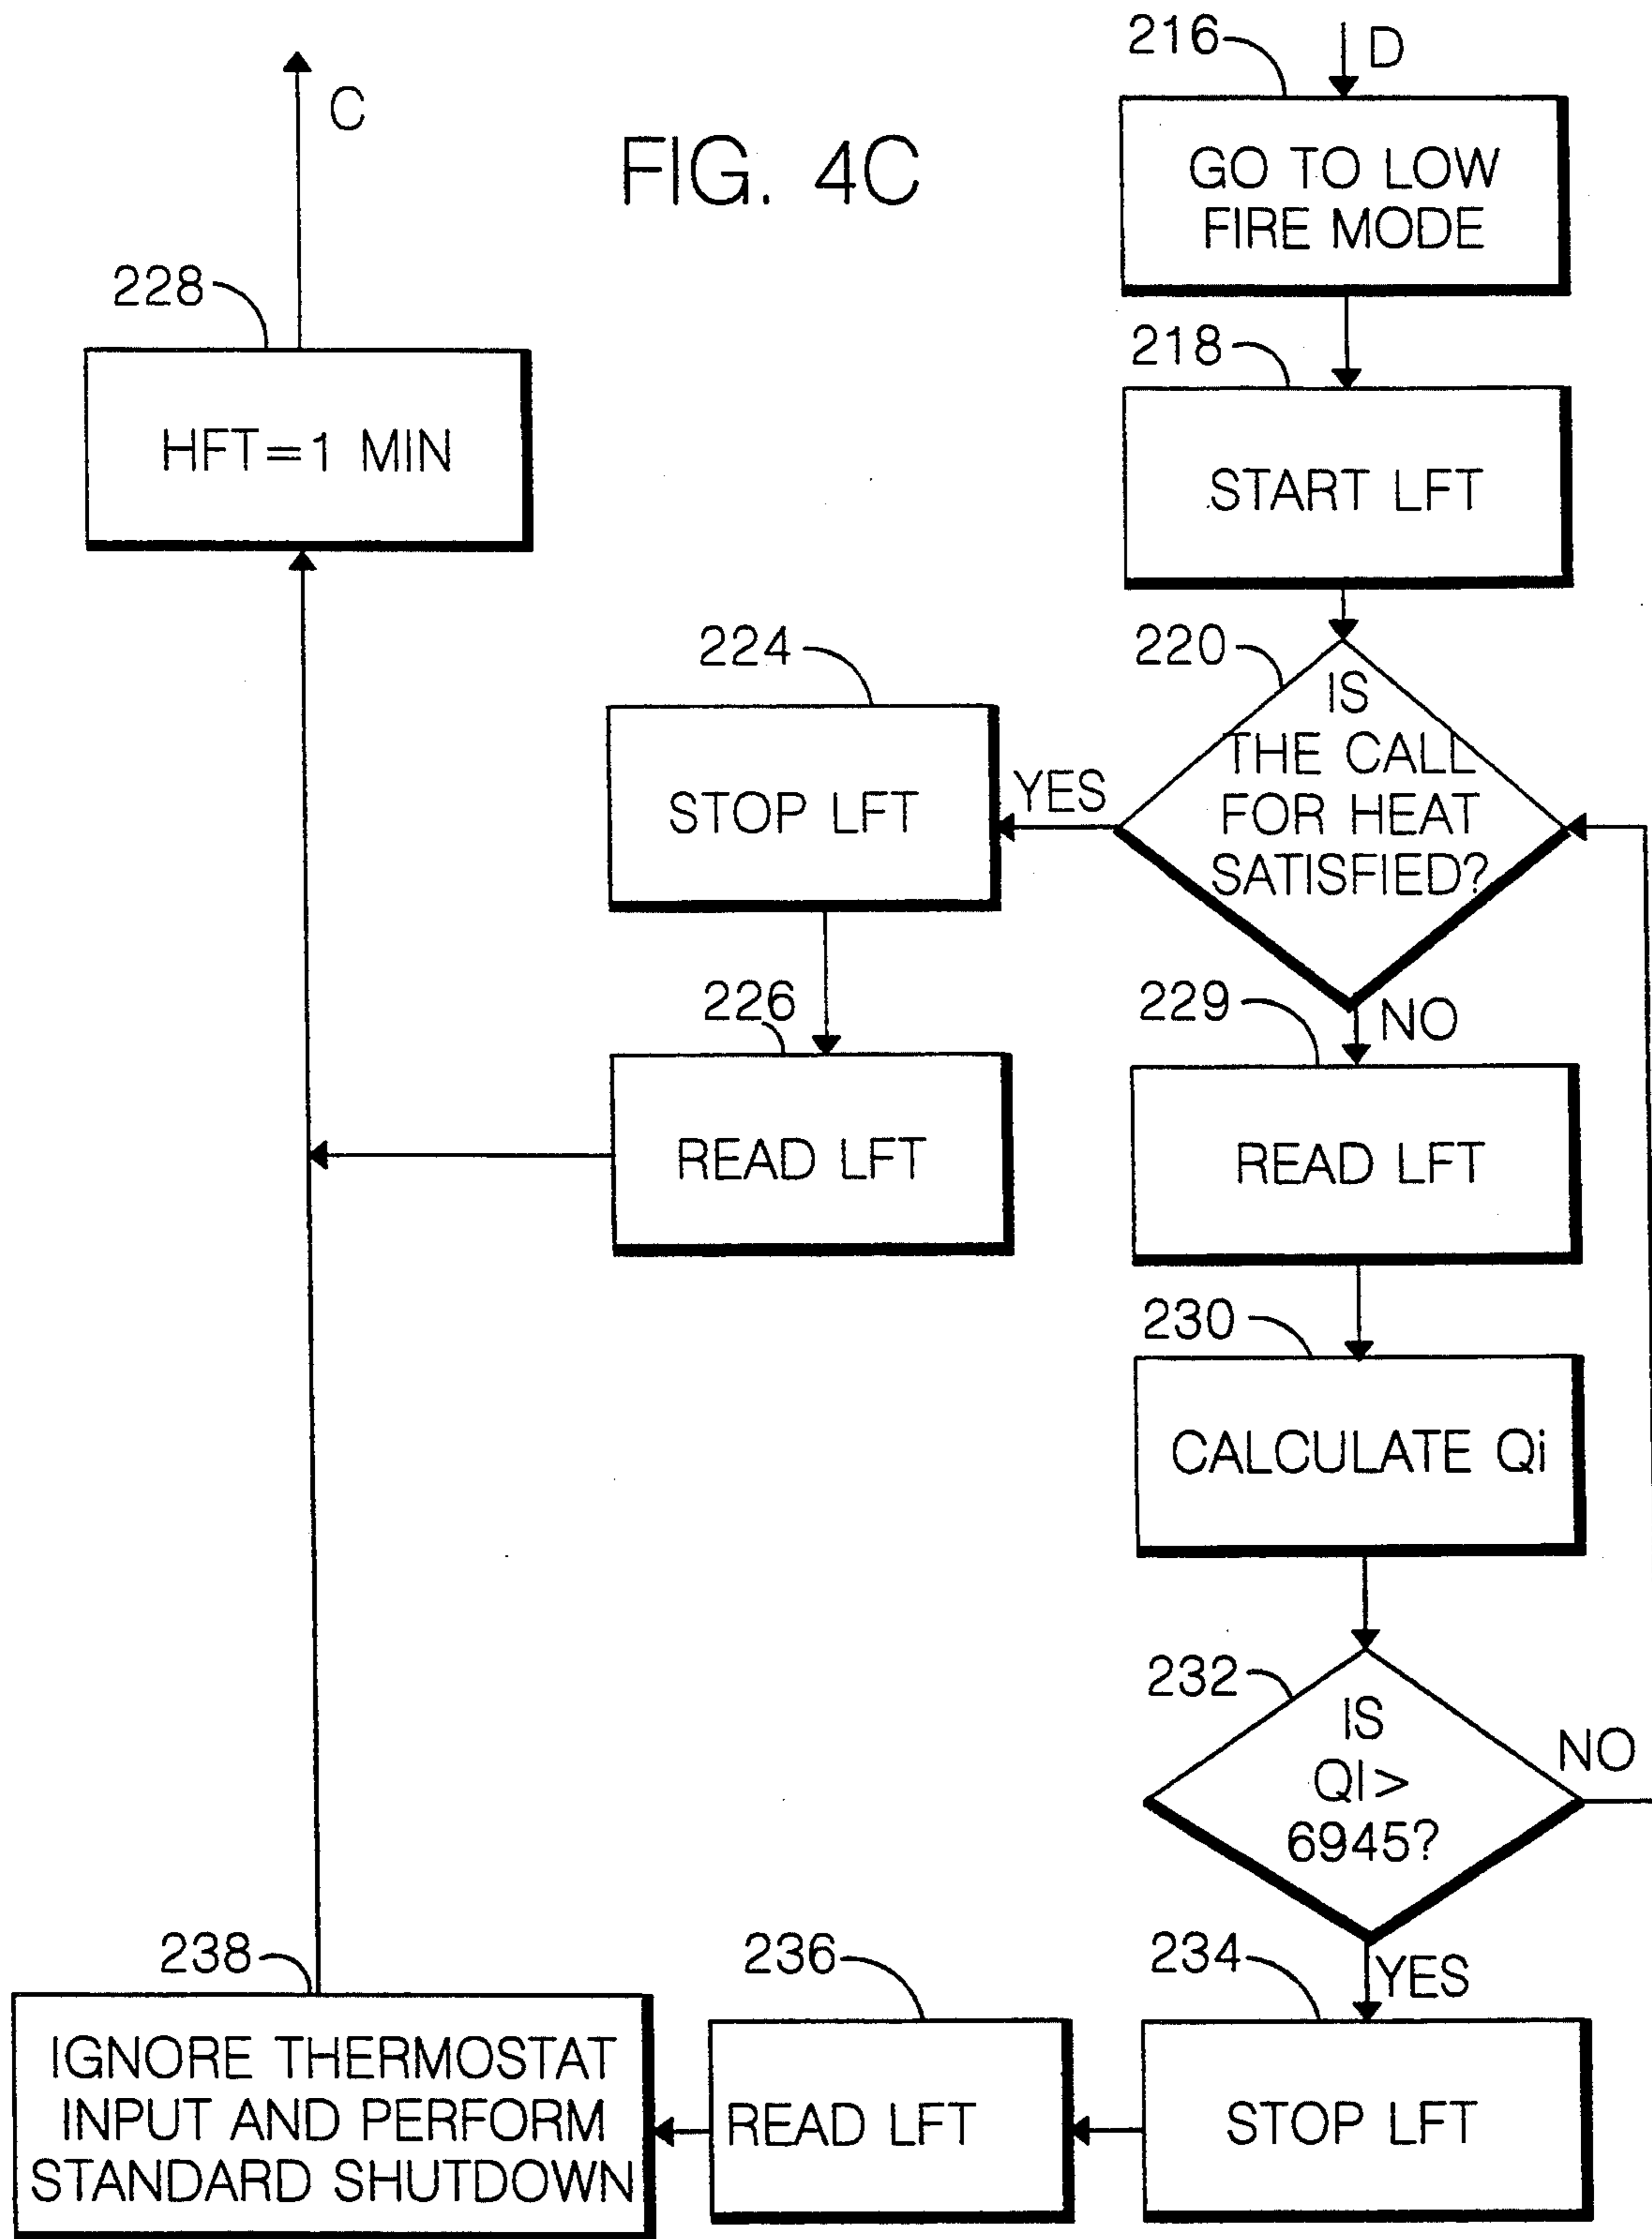 216
D
C
FIG. 4C
GO TO LOW
FIRE MODE
228
218
HFT=1 MIN
START LFT
224
220
IS
THE CALL
FOR HEAT
SATISFIED?
YES
STOP LFT
226
229
NO
READ LFT
READ LFT
230
CALCULATE Qi
232
IS
QI>
6945?
NO
238
236
234
YES
IGNORE THERMOSTAT
INPUT AND PERFORM
STANDARD SHUTDOWN
READ LFT
STOP LFT